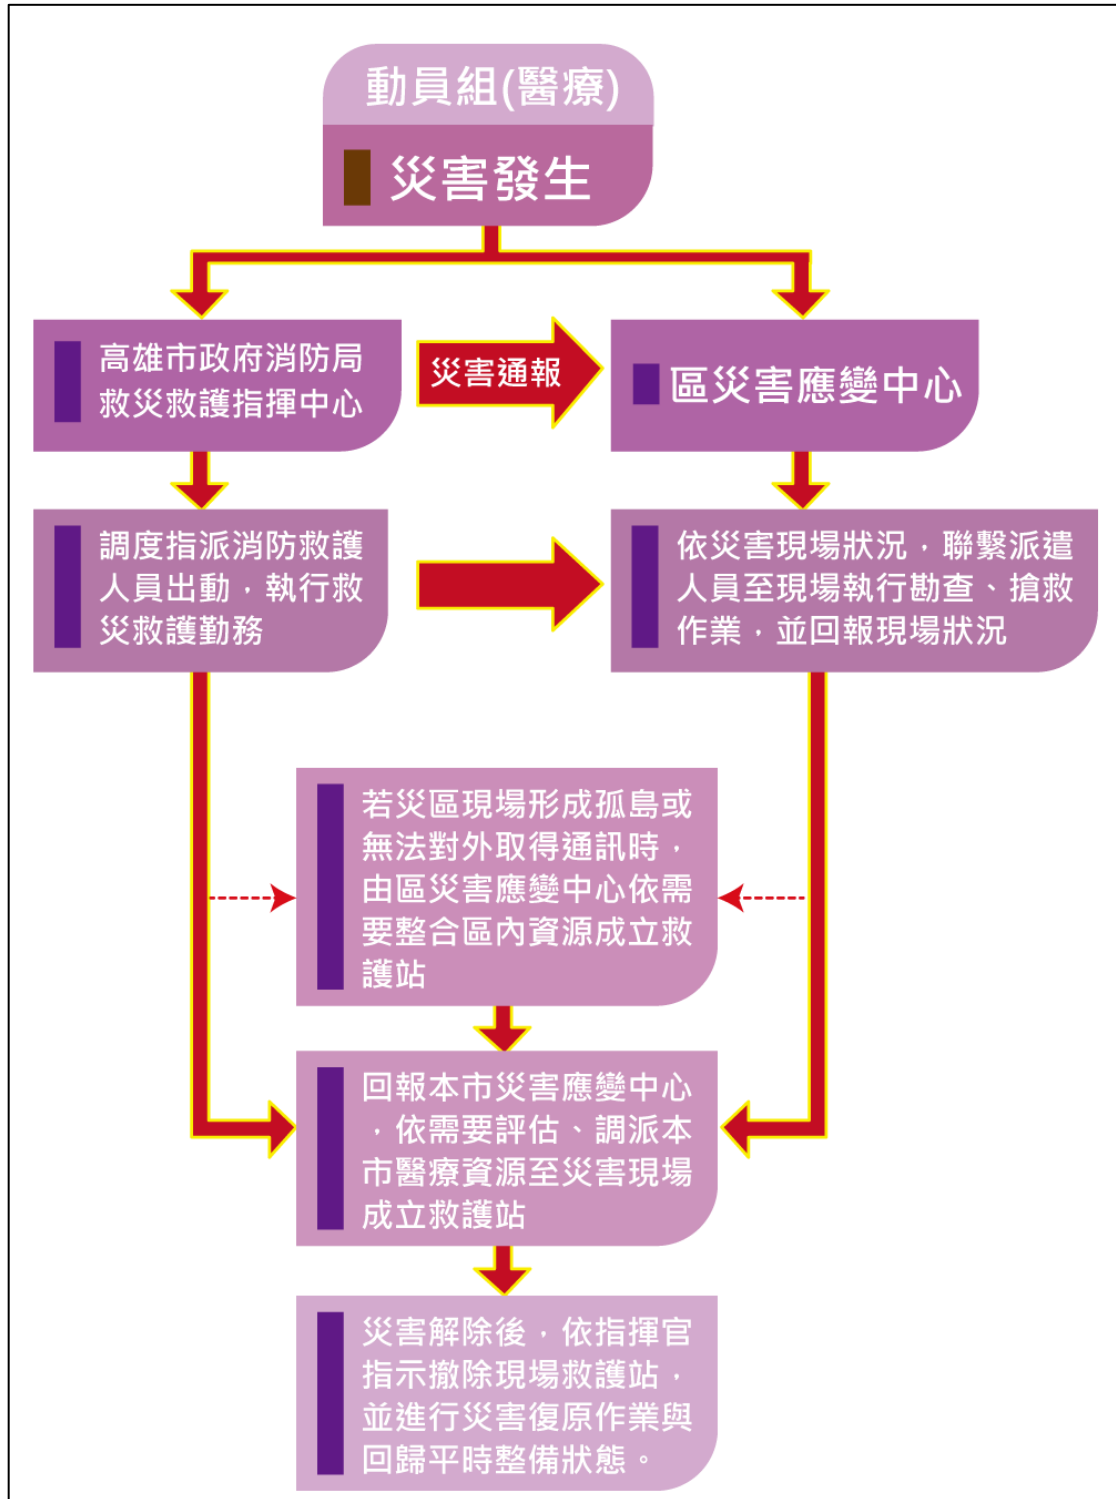 動員組(醫療)
災害發生
高雄市政府消防局
救災救護指揮中心
災害通報
區災害應變中心
調度指派消防救護
人員出動，執行救
災救護勤務
依災害現場狀況，聯繫派遣
人員至現場執行勘查、搶救
作業，並回報現場狀況
若災區現場形成孤島或
無法對外取得通訊時，
由區災害應變中心依需
要整合區內資源成立救
護站
回報本市災害應變中心
，依需要評估、調派本
市醫療資源至災害現場
成立救護站
災害解除後，依指揮官
指示撤除現場救護站，
並進行災害復原作業與
回歸平時整備狀態。